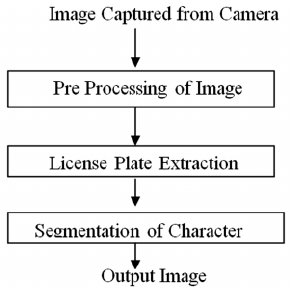 Image Captured from Camera
Pre Processing of Image
License Plate Extraction
Segmentation of Character
Output Image